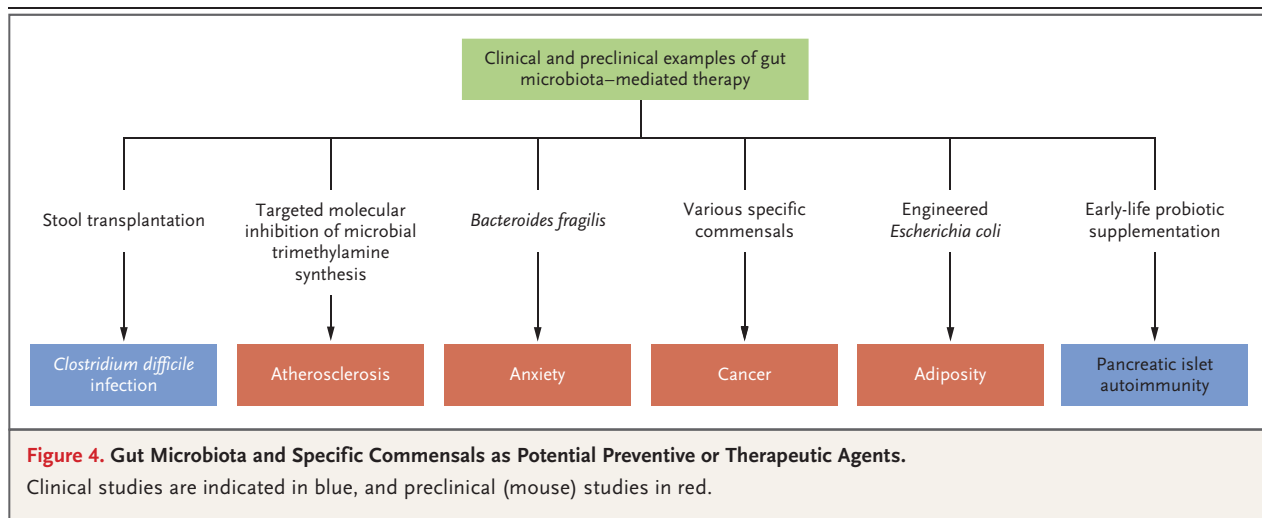 Clinical and preclinical examples of gut
microbiota–mediated therapy
Stool transplantation
Targeted molecular
inhibition of microbial
trimethylamine
synthesis
Bacteroides fragilis
Various specific
commensals
Engineered
Escherichia coli
Early-life probiotic
supplementation
Clostridium difficile
infection
Atherosclerosis
Anxiety
Cancer
Adiposity
Pancreatic islet
autoimmunity
Figure 4. Gut Microbiota and Specific Commensals as Potential Preventive or Therapeutic Agents.
Clinical studies are indicated in blue, and preclinical (mouse) studies in red.